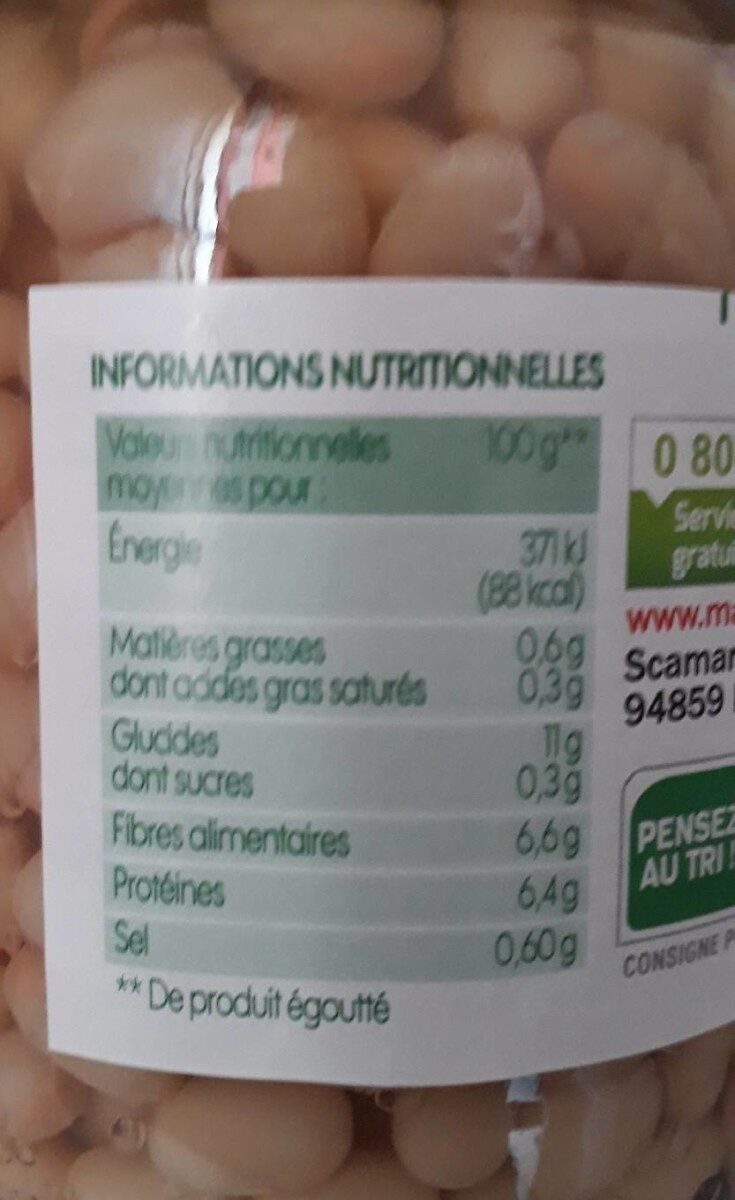 INFORMATIONS NUTRITIONNELLES
Valeurs nutritionnelles 100 g**
moyennes pour :
Énergie 371 kJ
(88 kcal)
Matières grasses 0,6 g
dont acides gras saturés 0,3 g
Glucides 11 g
dont sucres 0,3 g
Fibres alimentaires 6,6 g
Protéines 6,4 g
Sel 0,60 g
** De produit égoutté
0 80
Servi
gratui
www.ma
Scamar
94859
PENSEZ
AU TRI !
CONSIGNE P